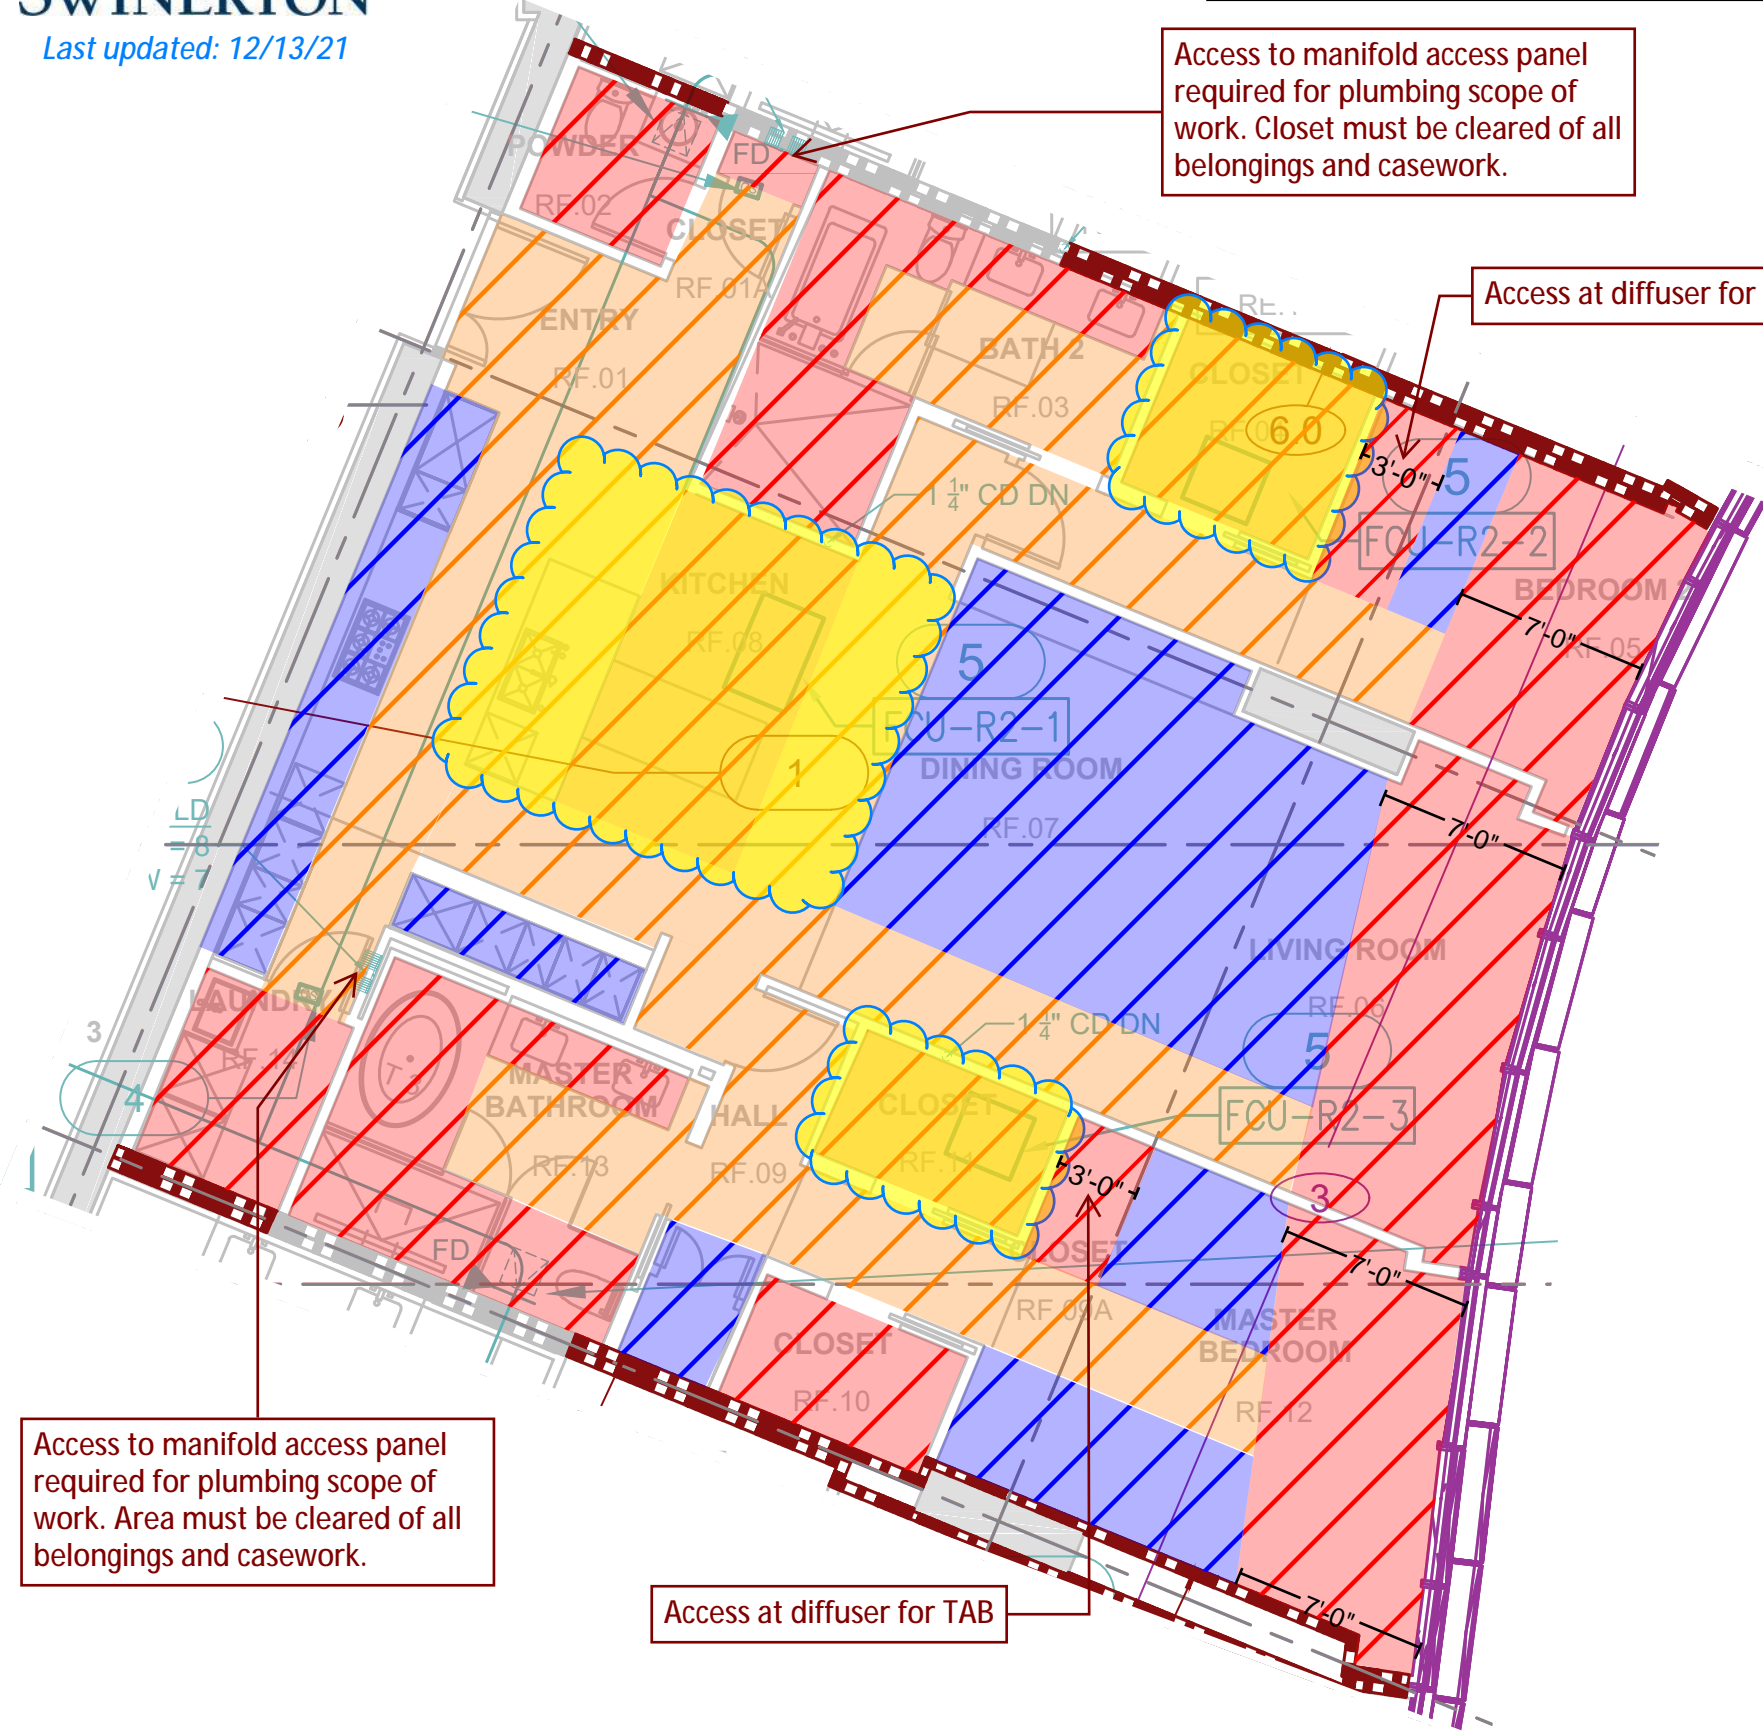 SWINERTON
Last updated: 12/13/21
Access to manifold access panel
required for plumbing scope of
work. Closet must be cleared of all
belongings and casework.
Access at diffuser for
POWDER
RF.02
FD
CLOSET
RF 01A
ENTRY
RF.01
BATH 2
RF.03
CLOSET
6.0
3'-0"
5
FCU-R2-2
BEDROOM 2
RF.05
7'-0"
1 1/4" CD DN
KITCHEN
RF.08
5
FCU-R2-1
1
DINING ROOM
RF.07
7'-0"
LIVING ROOM
RF.06
5
FCU-R2-3
1 1/4" CD DN
LAUNDRY
RF.14
3
4
MASTER
BATHROOM
RF.13
HALL
RF.09
CLOSET
RF.11
3'-0"
3
7'-0"
FD
RF 09A
MASTER
BEDROOM
RF 12
CLOSET
RF.10
7'-0"
Access to manifold access panel
required for plumbing scope of
work. Area must be cleared of all
belongings and casework.
Access at diffuser for TAB